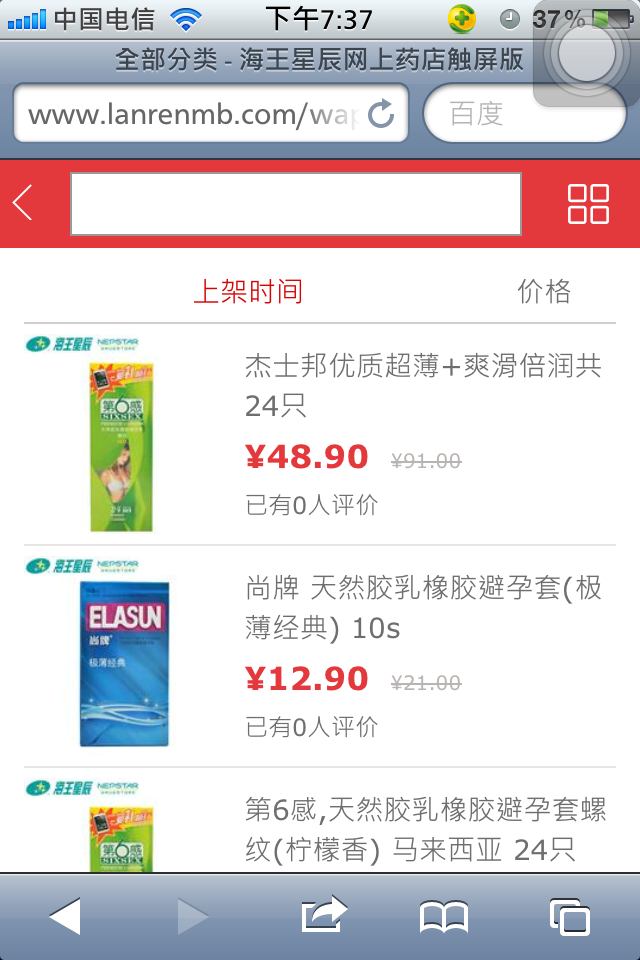 中国电信 下午7:37 37%
全部分类 - 海王星辰网上药店触屏版
www.lanrenmb.com/wap
百度
上架时间 价格
海王星辰 NEPSTAR
第6感
SIXSEX
杰士邦优质超薄+爽滑倍润共
24只
¥48.90 ¥91.00
已有0人评价
海王星辰 NEPSTAR
ELASUN
尚牌
极薄经典
尚牌 天然胶乳橡胶避孕套(极
薄经典) 10s
¥12.90 ¥21.00
已有0人评价
海王星辰 NEPSTAR
第6感
SIXSEX
第6感,天然胶乳橡胶避孕套螺
纹(柠檬香) 马来西亚 24只